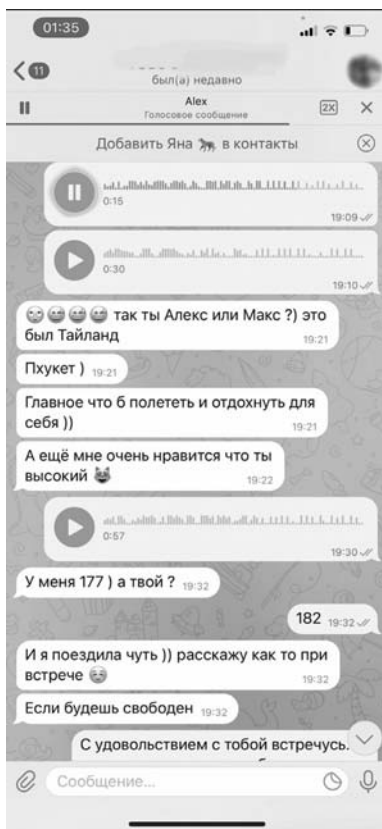 01:35
11
был(а) недавно
Alex
Голосовое сообщение
2X
Добавить Яна 🐅 в контакты
0:15
19:09
0:30
19:10
😳😅😅😅 так ты Алекс или Макс ?) это
был Тайланд
19:21
Пхукет ) 19:21
Главное что б полететь и отдохнуть для
себя ))
19:21
А ещё мне очень нравится что ты
высокий 😻
19:22
0:57
19:30
У меня 177 ) а твой ? 19:32
182 19:32
И я поездила чуть )) расскажу как то при
встрече ☺️
19:32
Если будешь свободен 19:32
С удовольствием с тобой встречусь.
Сообщение...